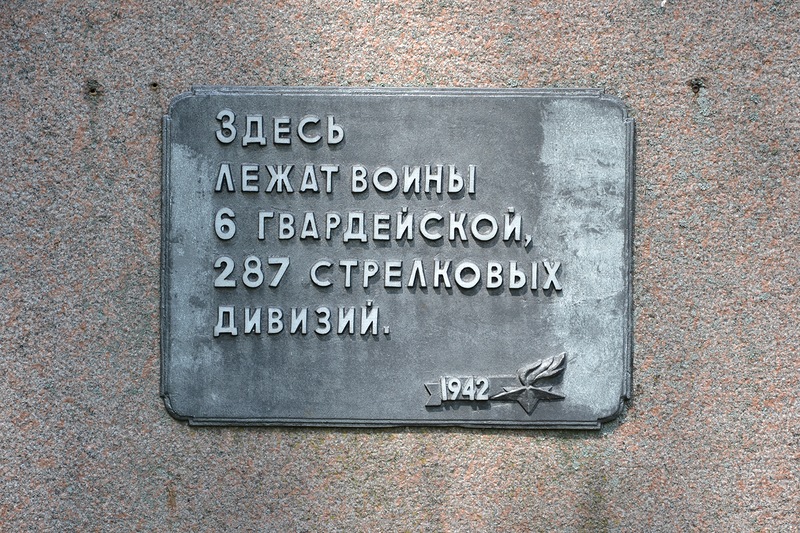 Здесь
лежат воины
6 гвардейской,
287 стрелковых
дивизий.
1942